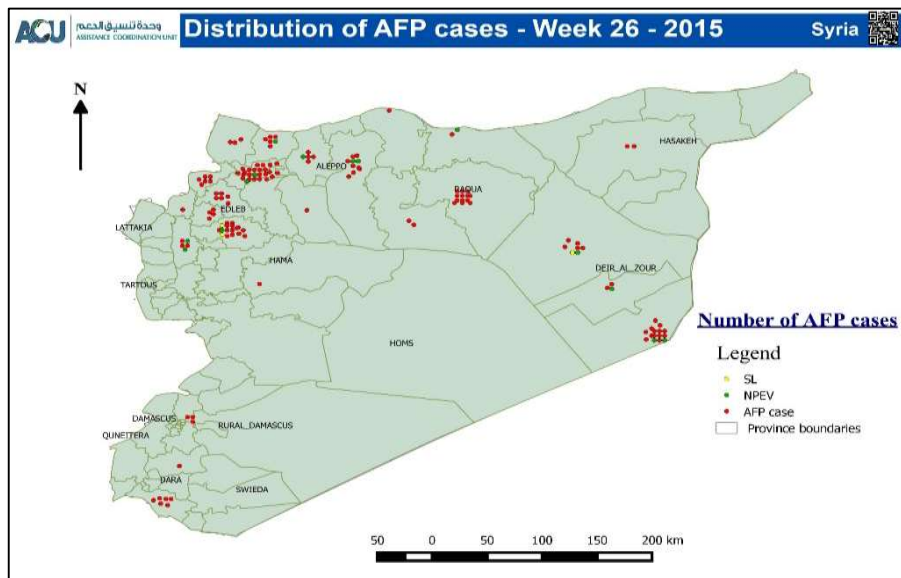 ACU
وحدة تنسيق الدعم
ASSISTANCE COORDINATION UNIT
Distribution of AFP cases - Week 26 - 2015
Syria
N
HASAKEH
ALEPPO
RAQUA
EDLEB
LATTAKIA
HAMA
DEIR_AL_ZOUR
TARTOUS
HOMS
Number of AFP cases
Legend
SL
NPEV
AFP case
Province boundaries
DAMASCUS
RURAL_DAMASCUS
QUNEITERA
DARA
SWIEDA
50 0 50 100 150 200 km